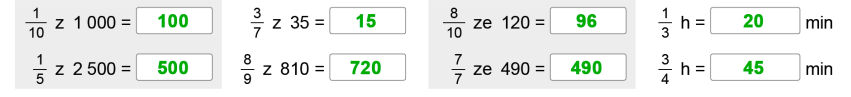 1/10 z 1 000 = 100 3/7 z 35 = 15 8/10 ze 120 = 96 1/3 h = 20 min
1/5 z 2 500 = 500 8/9 z 810 = 720 7/7 ze 490 = 490 3/4 h = 45 min